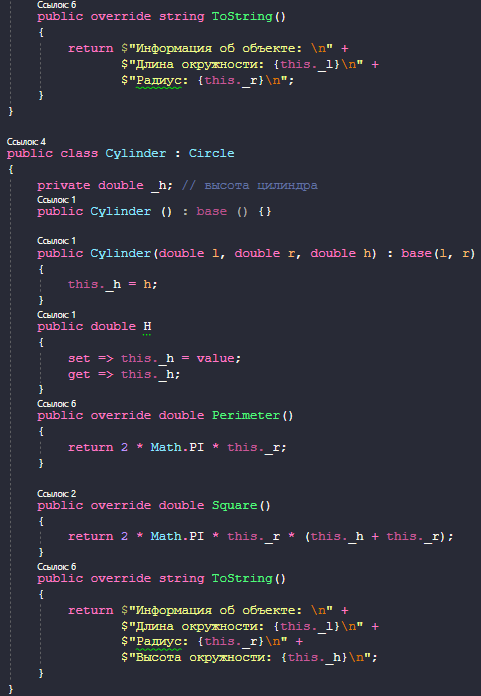 Ссылок: 6
public override string ToString()
{
return $"Информация об объекте: \n" +
$"Длина окружности: {this._l}\n" +
$"Радиус: {this._r}\n";
}
}
Ссылок: 4
public class Cylinder : Circle
{
private double _h; // высота цилиндра
Ссылок: 1
public Cylinder () : base () {}
Ссылок: 1
public Cylinder(double l, double r, double h) : base(l, r)
{
this._h = h;
}
Ссылок: 1
public double H
{
set => this._h = value;
get => this._h;
}
Ссылок: 6
public override double Perimeter()
{
return 2 * Math.PI * this._r;
}
Ссылок: 2
public override double Square()
{
return 2 * Math.PI * this._r * (this._h + this._r);
}
Ссылок: 6
public override string ToString()
{
return $"Информация об объекте: \n" +
$"Длина окружности: {this._l}\n" +
$"Радиус: {this._r}\n" +
$"Высота окружности: {this._h}\n";
}
}